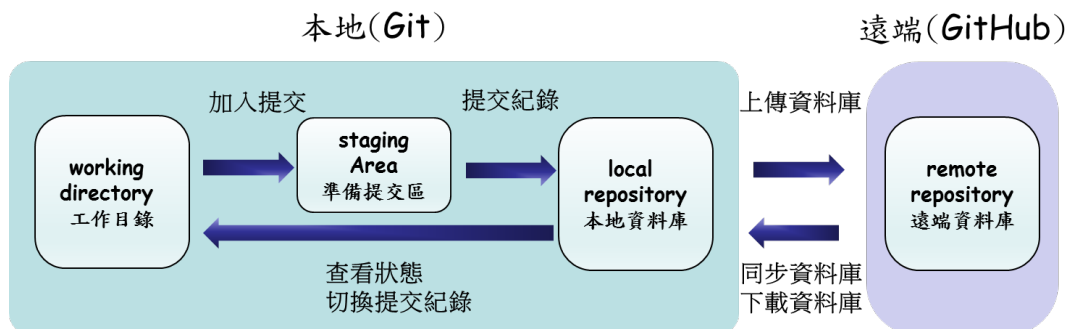 本地(Git)
遠端(GitHub)
加入提交
提交紀錄
上傳資料庫
working
directory
工作目錄
staging
Area
準備提交區
local
repository
本地資料庫
remote
repository
遠端資料庫
查看狀態
切換提交紀錄
同步資料庫
下載資料庫